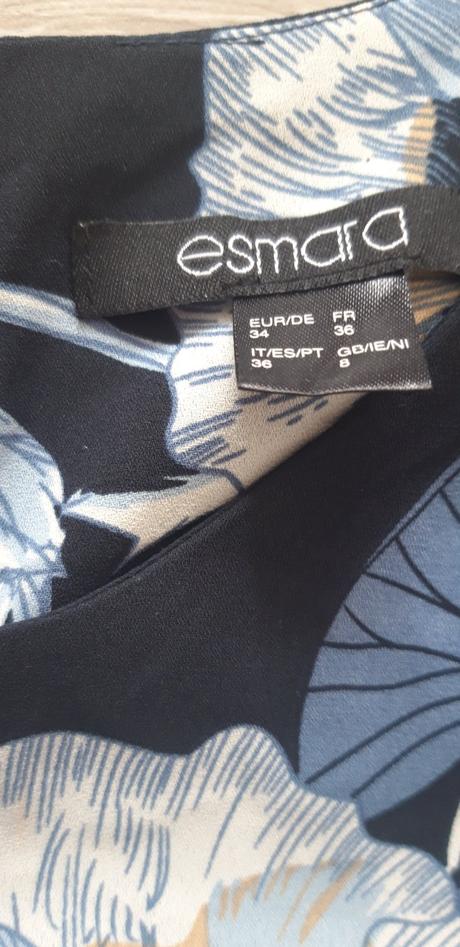 esmara
EUR/DE FR
34 36
IT/ES/PT GB/IE/NI
36 8